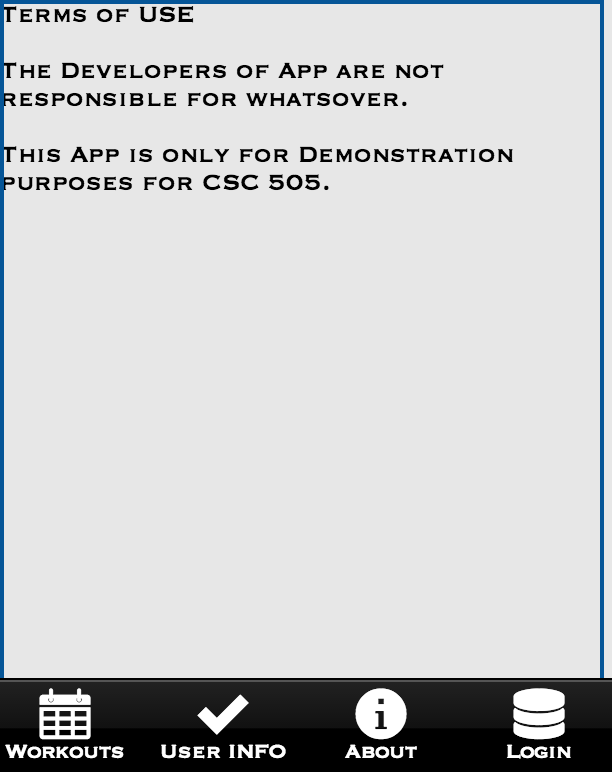 Terms of USE
The Developers of App are not
responsible for whatsover.
This App is only for Demonstration
purposes for CSC 505.
Workouts User INFO About Login